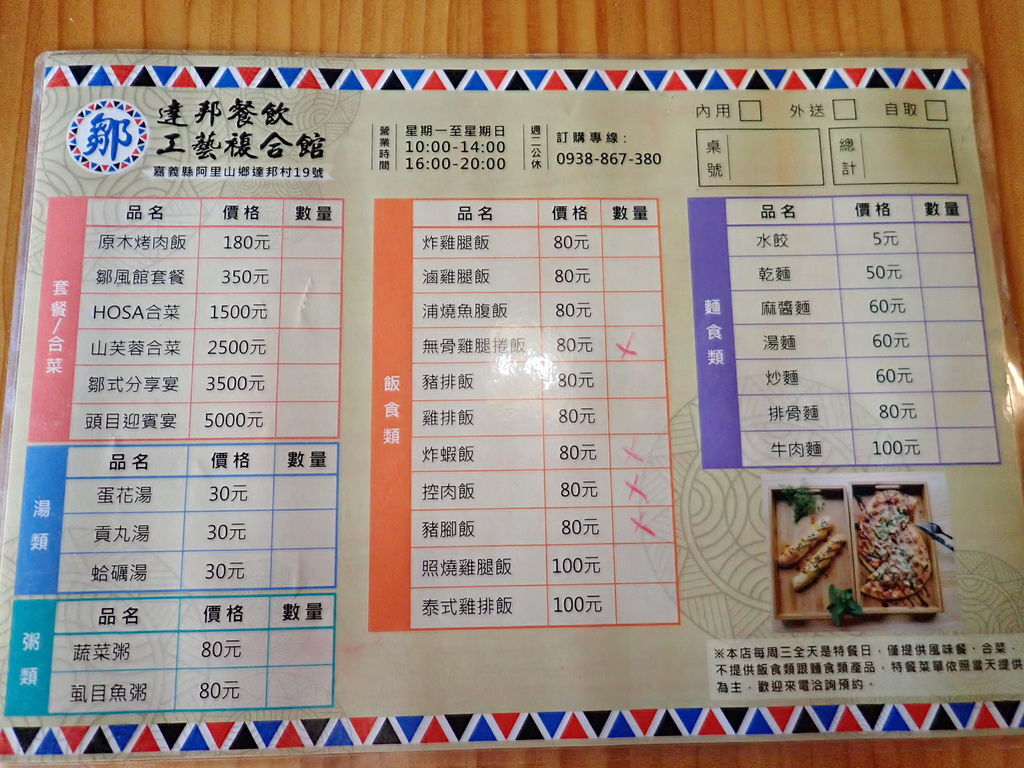 鄒
達邦餐飲
工藝複合館
嘉義縣阿里山鄉達邦村19號
營業時間
星期一至星期日
10:00-14:00
16:00-20:00
週二公休
訂購專線:
0938-867-380
內用 外送 自取
桌號
總計
套餐/合菜
品名 價格 數量
原木烤肉飯 180元
鄒風館套餐 350元
HOSA合菜 1500元
山芙蓉合菜 2500元
鄒式分享宴 3500元
頭目迎賓宴 5000元
湯類
品名 價格 數量
蛋花湯 30元
貢丸湯 30元
蛤礪湯 30元
粥類
品名 價格 數量
蔬菜粥 80元
虱目魚粥 80元
飯食類
品名 價格 數量
炸雞腿飯 80元
滷雞腿飯 80元
浦燒魚腹飯 80元
無骨雞腿捲飯 80元
豬排飯 80元
雞排飯 80元
炸蝦飯 80元
控肉飯 80元
豬腳飯 80元
照燒雞腿飯 100元
泰式雞排飯 100元
麵食類
品名 價格 數量
水餃 5元
乾麵 50元
麻醬麵 60元
湯麵 60元
炒麵 60元
排骨麵 80元
牛肉麵 100元
※本店每周三全天是特餐日,僅提供風味餐、合菜,
不提供飯食類跟麵食類產品,特餐菜單依照當天提供
為主,歡迎來電洽詢預約。